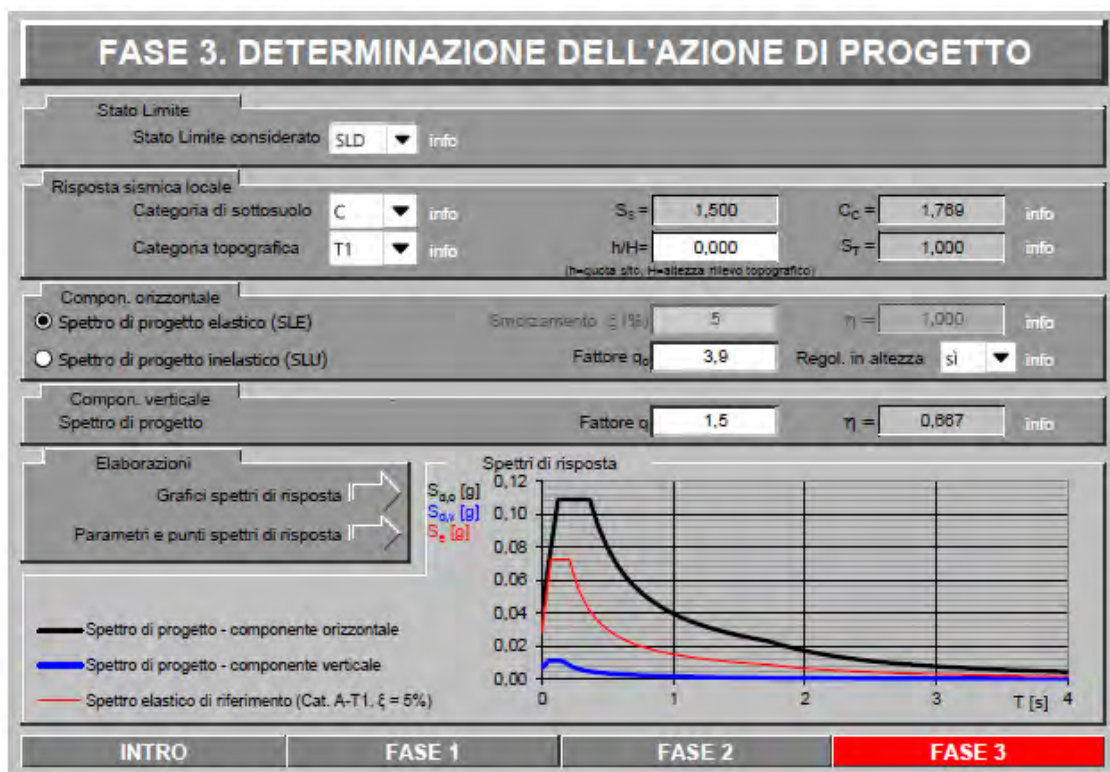 FASE 3. DETERMINAZIONE DELL'AZIONE DI PROGETTO
Stato Limite
Stato Limite considerato SLD info
Risposta sismica locale
Categoria di sottosuolo C info SS = 1,500 CC = 1,769 info
Categoria topografica T1 info h/H= 0,000 ST = 1,000 info
(h=quota sito, H=altezza rilievo topografico)
Compon. orizzontale
Spettro di progetto elastico (SLE) Smorzamento ξ (%) 5 η = 1,000 info
Spettro di progetto inelastico (SLU) Fattore qo 3,9 Regol. in altezza sì info
Compon. verticale
Spettro di progetto Fattore q 1,5 η = 0,667 info
Elaborazioni
Grafici spettri di risposta
Parametri e punti spettri di risposta
Spettri di risposta
Sd,o [g]
Sd,v [g]
Se [g]
0,12
0,10
0,08
0,06
0,04
0,02
0,00
0 1 2 3 T [s] 4
Spettro di progetto - componente orizzontale
Spettro di progetto - componente verticale
Spettro elastico di riferimento (Cat. A-T1, ξ = 5%)
INTRO FASE 1 FASE 2 FASE 3